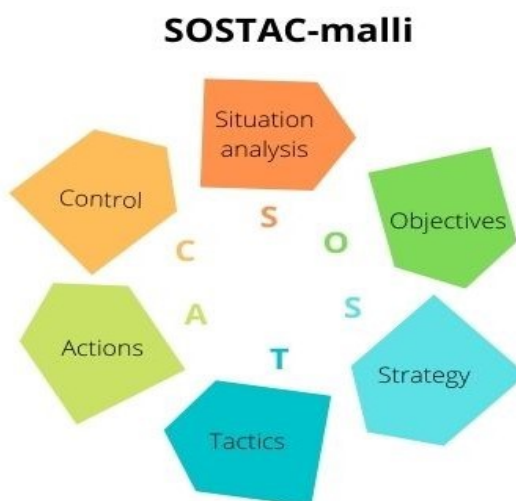 SOSTAC-malli
Situation
analysis
Objectives
Strategy
Tactics
Actions
Control
S
O
S
T
A
C